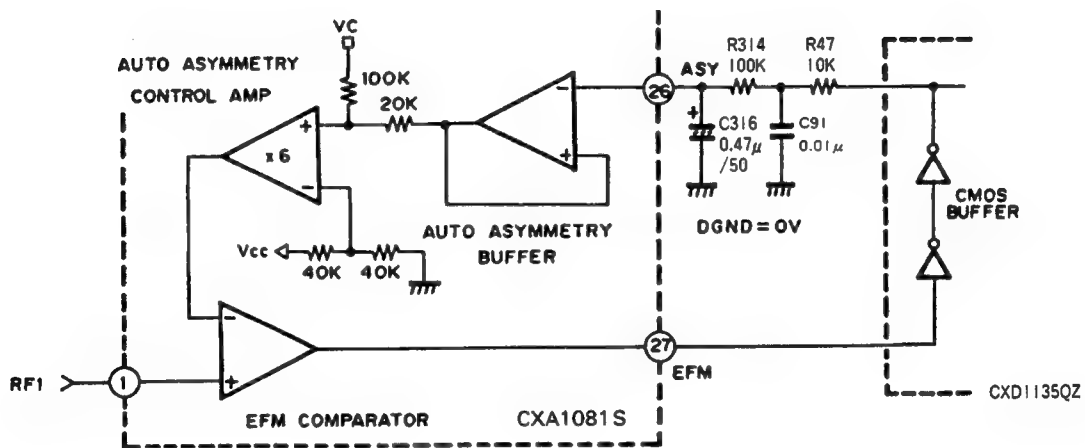 VC
AUTO ASYMMETRY
CONTROL AMP
100K
20K
+
x6
-
-
+
AUTO ASYMMETRY
BUFFER
Vcc
40K
40K
26
ASY
R314
100K
R47
10K
+
C316
0.47μ
/50
C91
0.01μ
DGND=0V
CMOS
BUFFER
-
+
RF1
1
EFM COMPARATOR
CXA1081S
27
EFM
CXD1135QZ